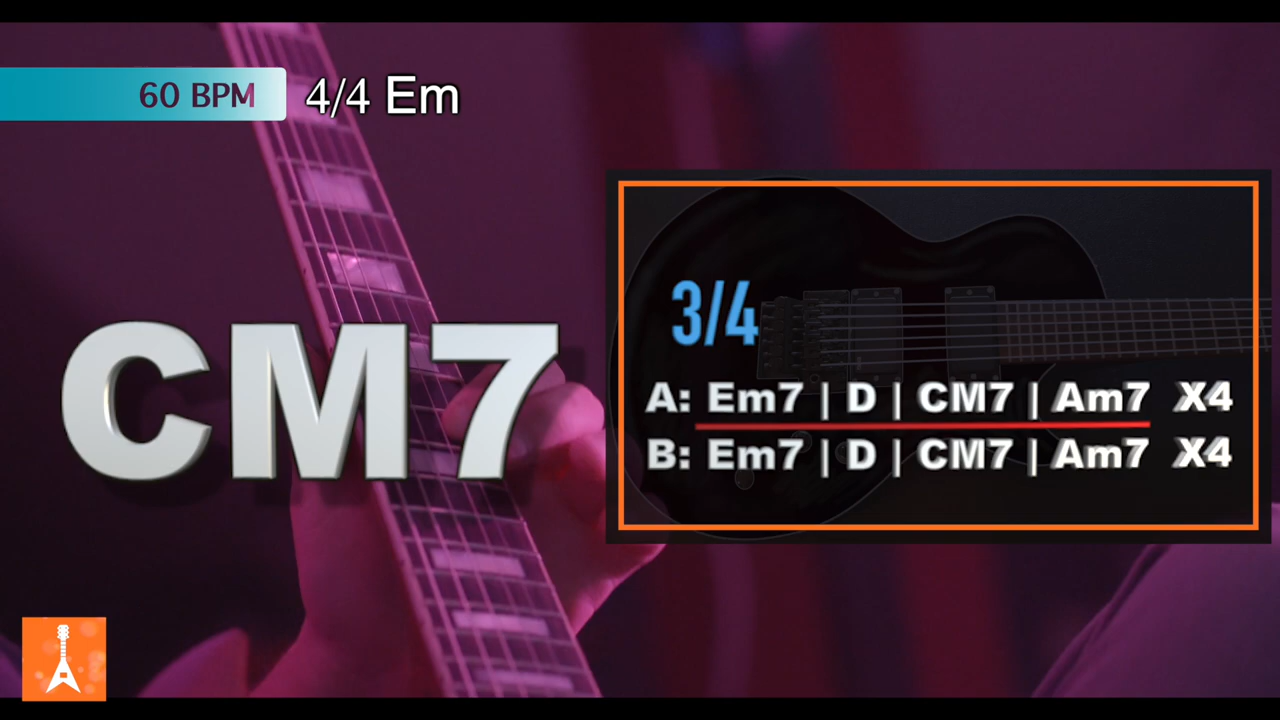 60 BPM 4/4 Em
CM7
3/4
A: Em7 | D | CM7 | Am7 X4
B: Em7 | D | CM7 | Am7 X4